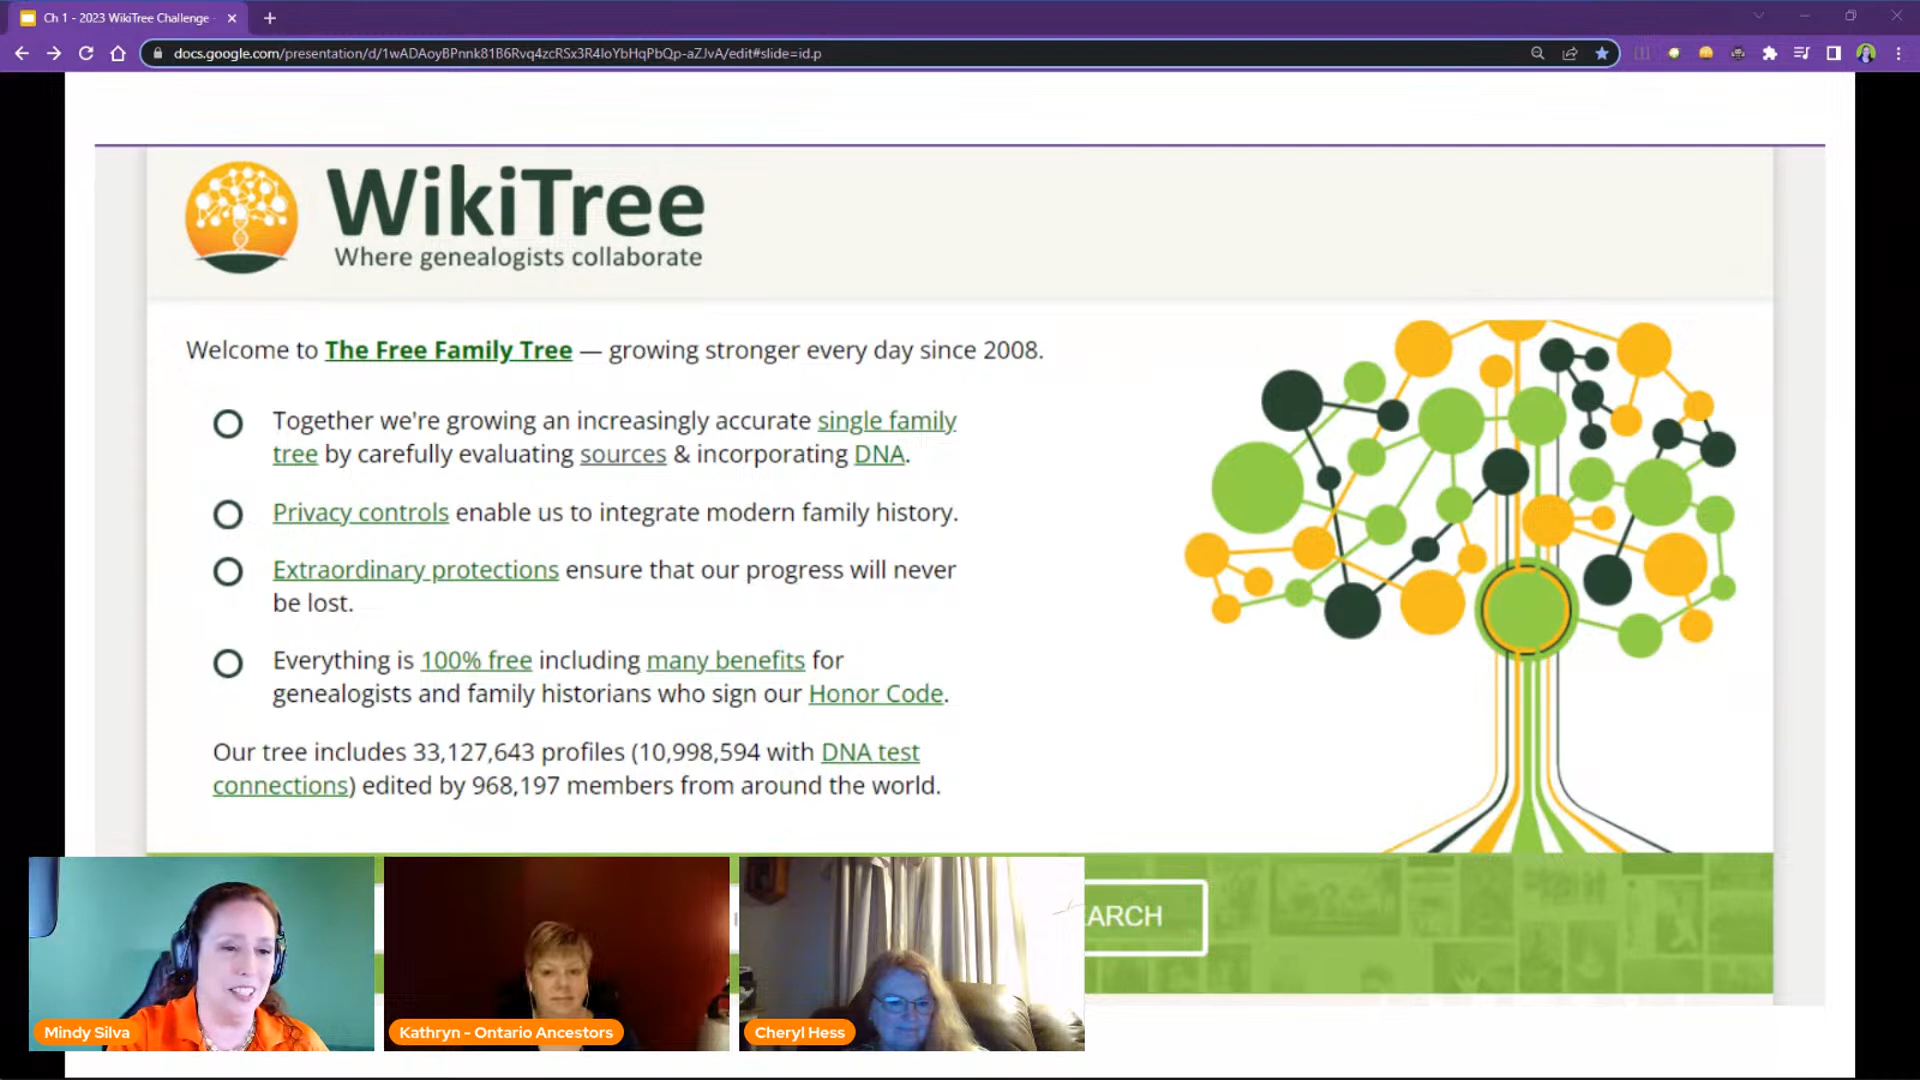 Ch 1 - 2023 WikiTree Challenge -
docs.google.com/presentation/d/1wADAoyBPnnk81B6Rvq4zcRSx3R4IoYbHqPbQp-aZJvA/edit#slide=id.p
WikiTree
Where genealogists collaborate
Welcome to The Free Family Tree — growing stronger every day since 2008.
Together we're growing an increasingly accurate single family
tree by carefully evaluating sources & incorporating DNA.
Privacy controls enable us to integrate modern family history.
Extraordinary protections ensure that our progress will never
be lost.
Everything is 100% free including many benefits for
genealogists and family historians who sign our Honor Code.
Our tree includes 33,127,643 profiles (10,998,594 with DNA test
connections) edited by 968,197 members from around the world.
ARCH
Mindy Silva
Kathryn - Ontario Ancestors
Cheryl Hess